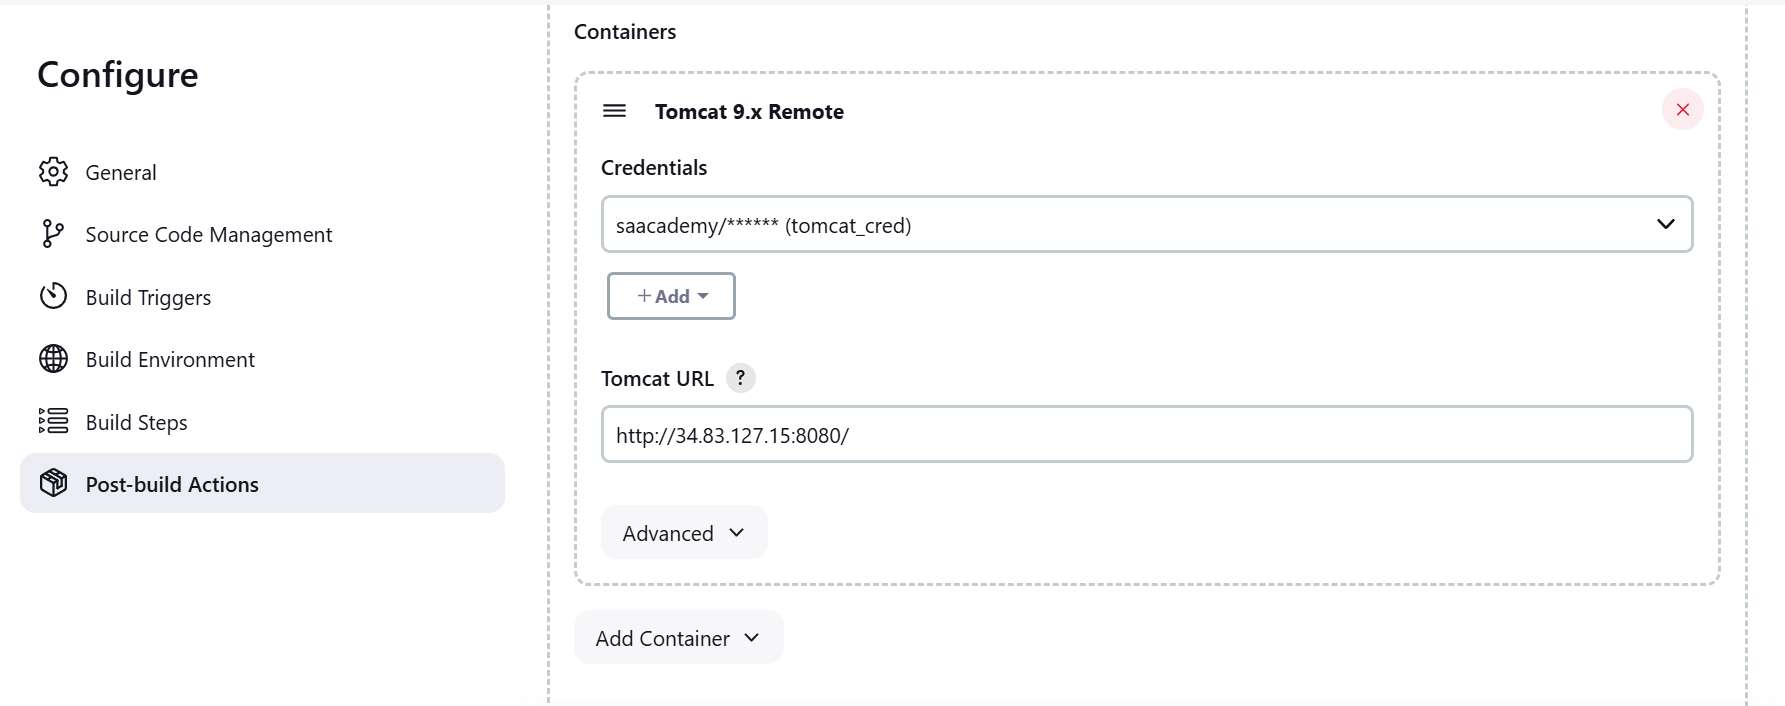 Configure
General
Source Code Management
Build Triggers
Build Environment
Build Steps
Post-build Actions
Containers
Tomcat 9.x Remote
Credentials
saacademy/****** (tomcat_cred)
+ Add
Tomcat URL ?
http://34.83.127.15:8080/
Advanced
Add Container